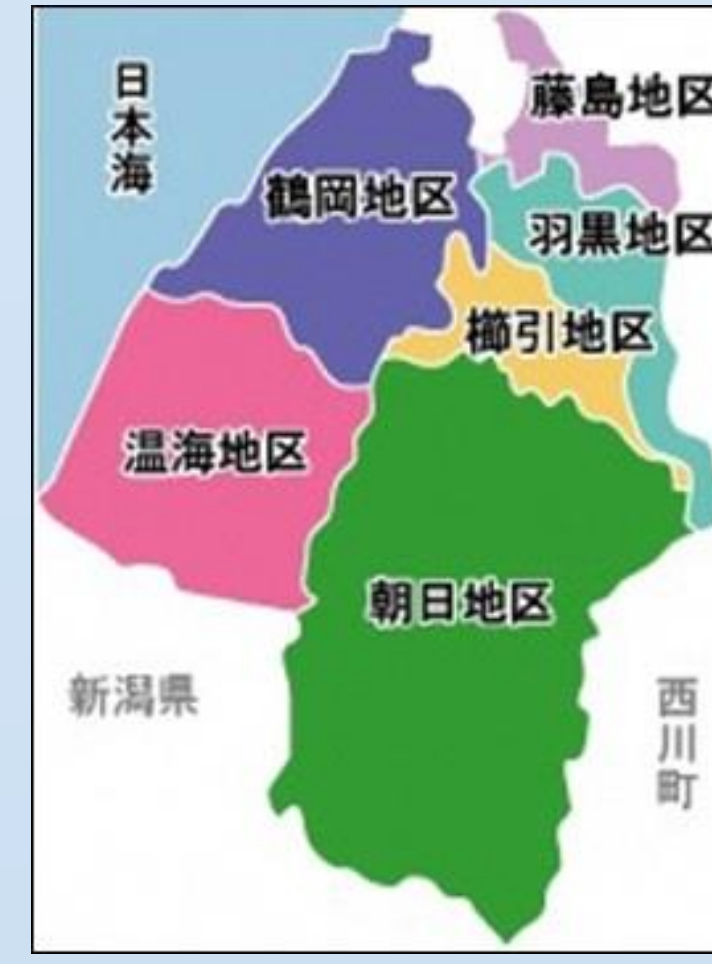 日本海
藤島地区
鶴岡地区
羽黒地区
櫛引地区
温海地区
朝日地区
新潟県
西川町